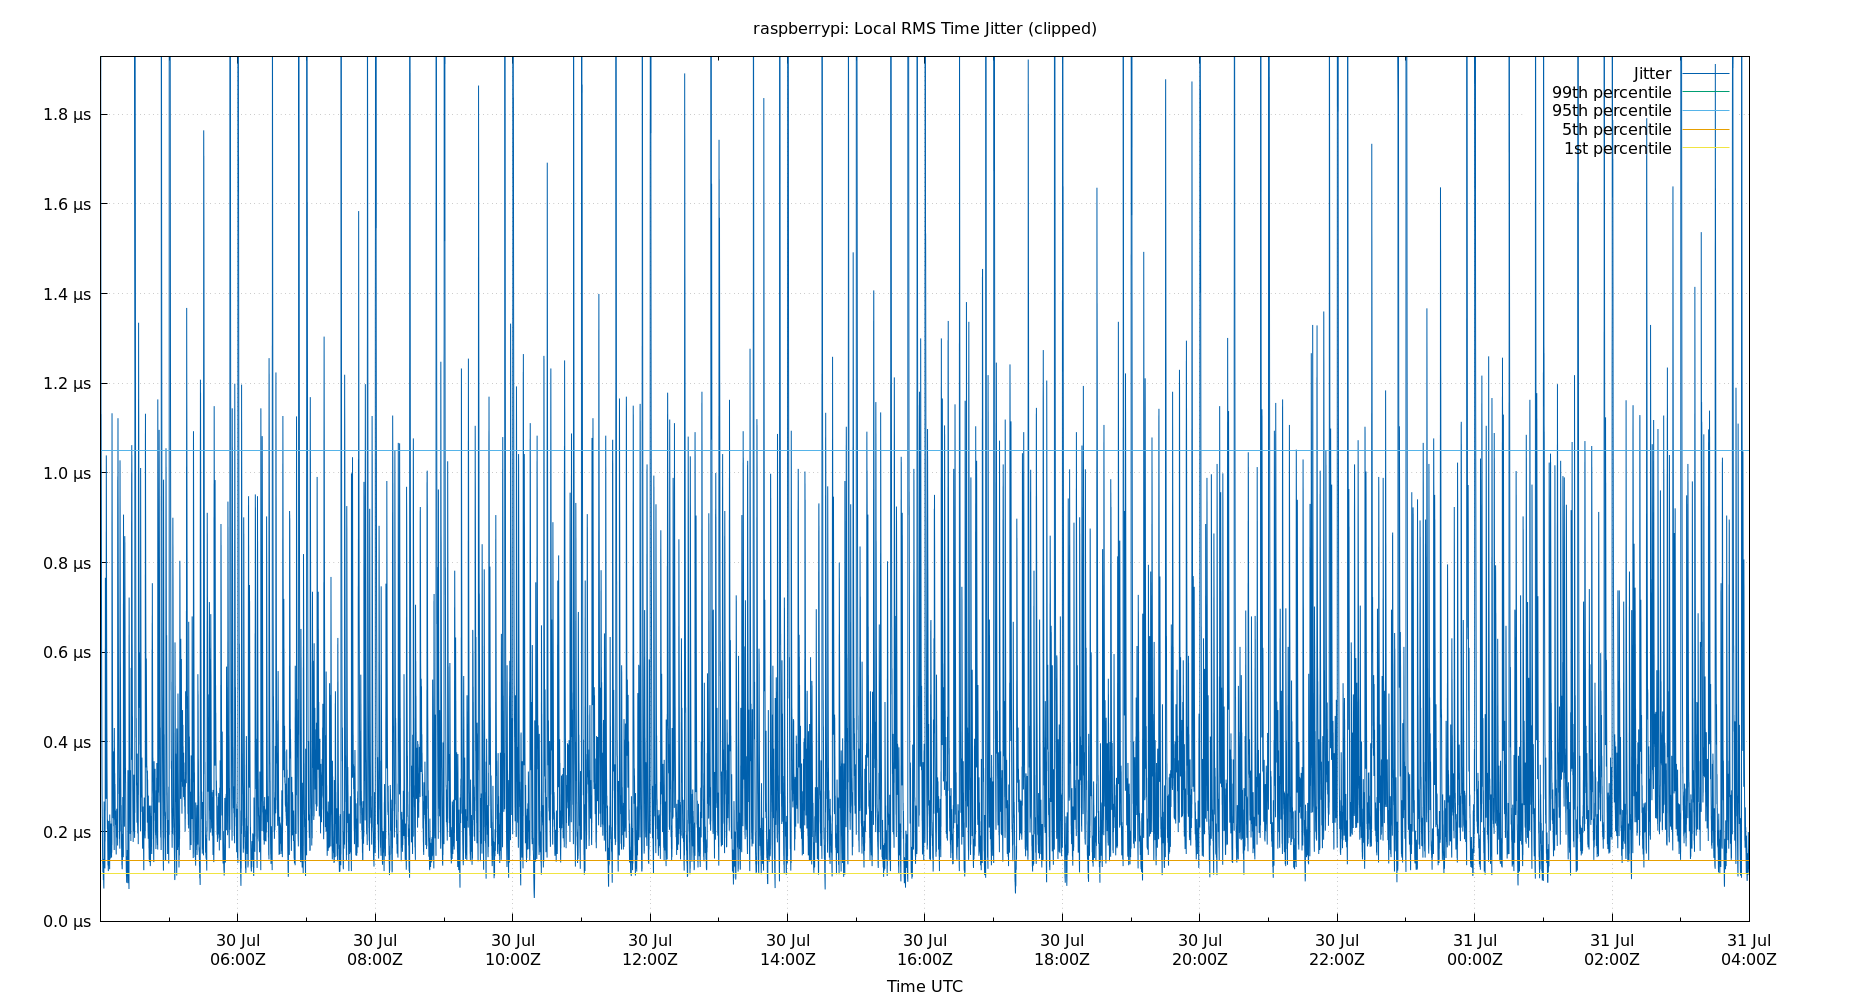 raspberrypi: Local RMS Time Jitter (clipped)
Jitter
99th percentile
95th percentile
5th percentile
1st percentile
1.8 μs
1.6 μs
1.4 μs
1.2 μs
1.0 μs
0.8 μs
0.6 μs
0.4 μs
0.2 μs
0.0 μs
30 Jul 30 Jul 30 Jul 30 Jul 30 Jul 30 Jul 30 Jul 30 Jul 30 Jul 31 Jul 31 Jul 31 Jul
06:00Z 08:00Z 10:00Z 12:00Z 14:00Z 16:00Z 18:00Z 20:00Z 22:00Z 00:00Z 02:00Z 04:00Z
Time UTC